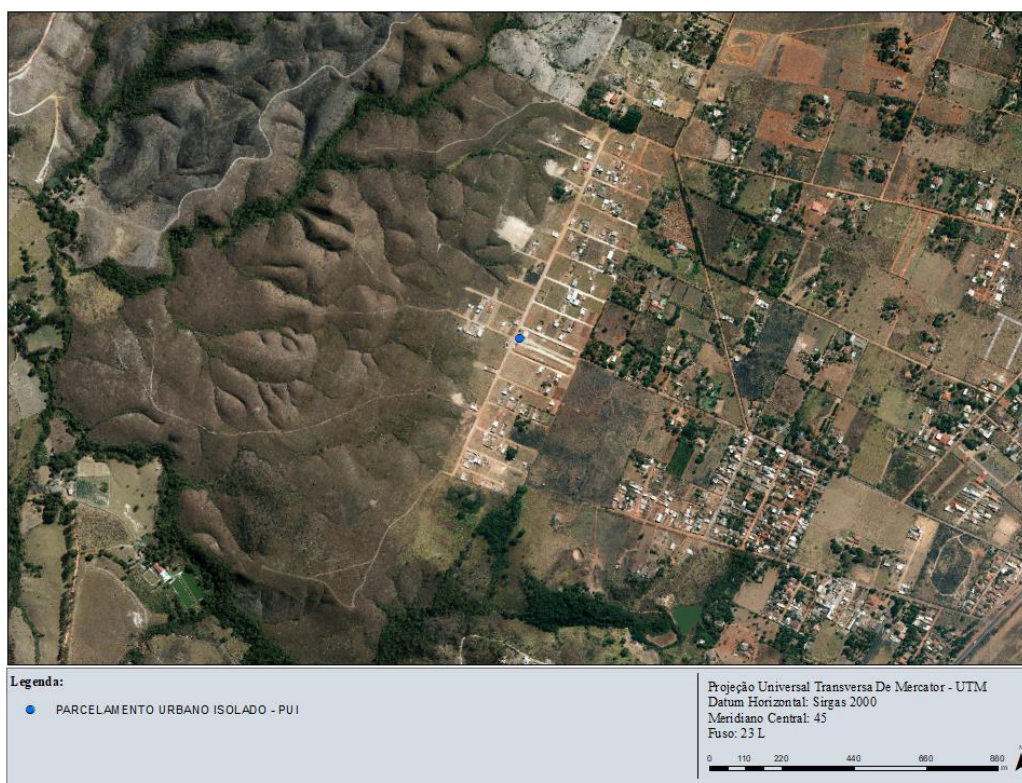 Legenda:
PARCELAMENTO URBANO ISOLADO - PUI
Projeção Universal Transversa De Mercator - UTM
Datum Horizontal: Sirgas 2000
Meridiano Central: 45
Fuso: 23 L
0 110 220 440 660 880
m